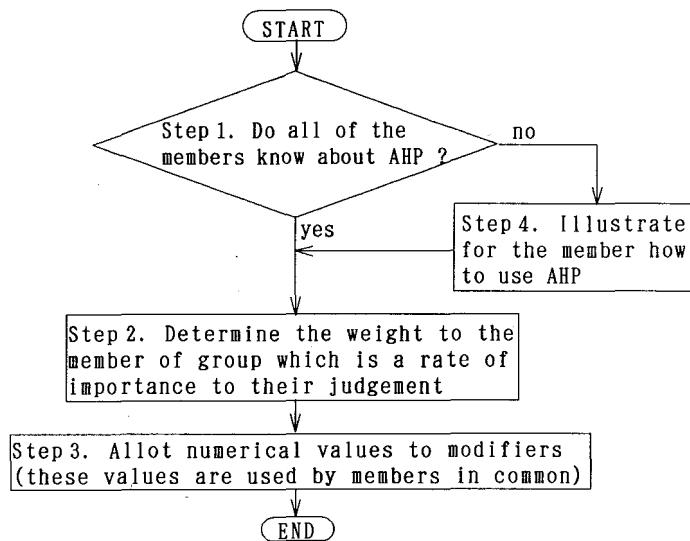 START
Step 1. Do all of the
members know about AHP ?
no
yes
Step 4. Illustrate
for the member how
to use AHP
Step 2. Determine the weight to the
member of group which is a rate of
importance to their judgement
Step 3. Allot numerical values to modifiers
(these values are used by members in common)
END